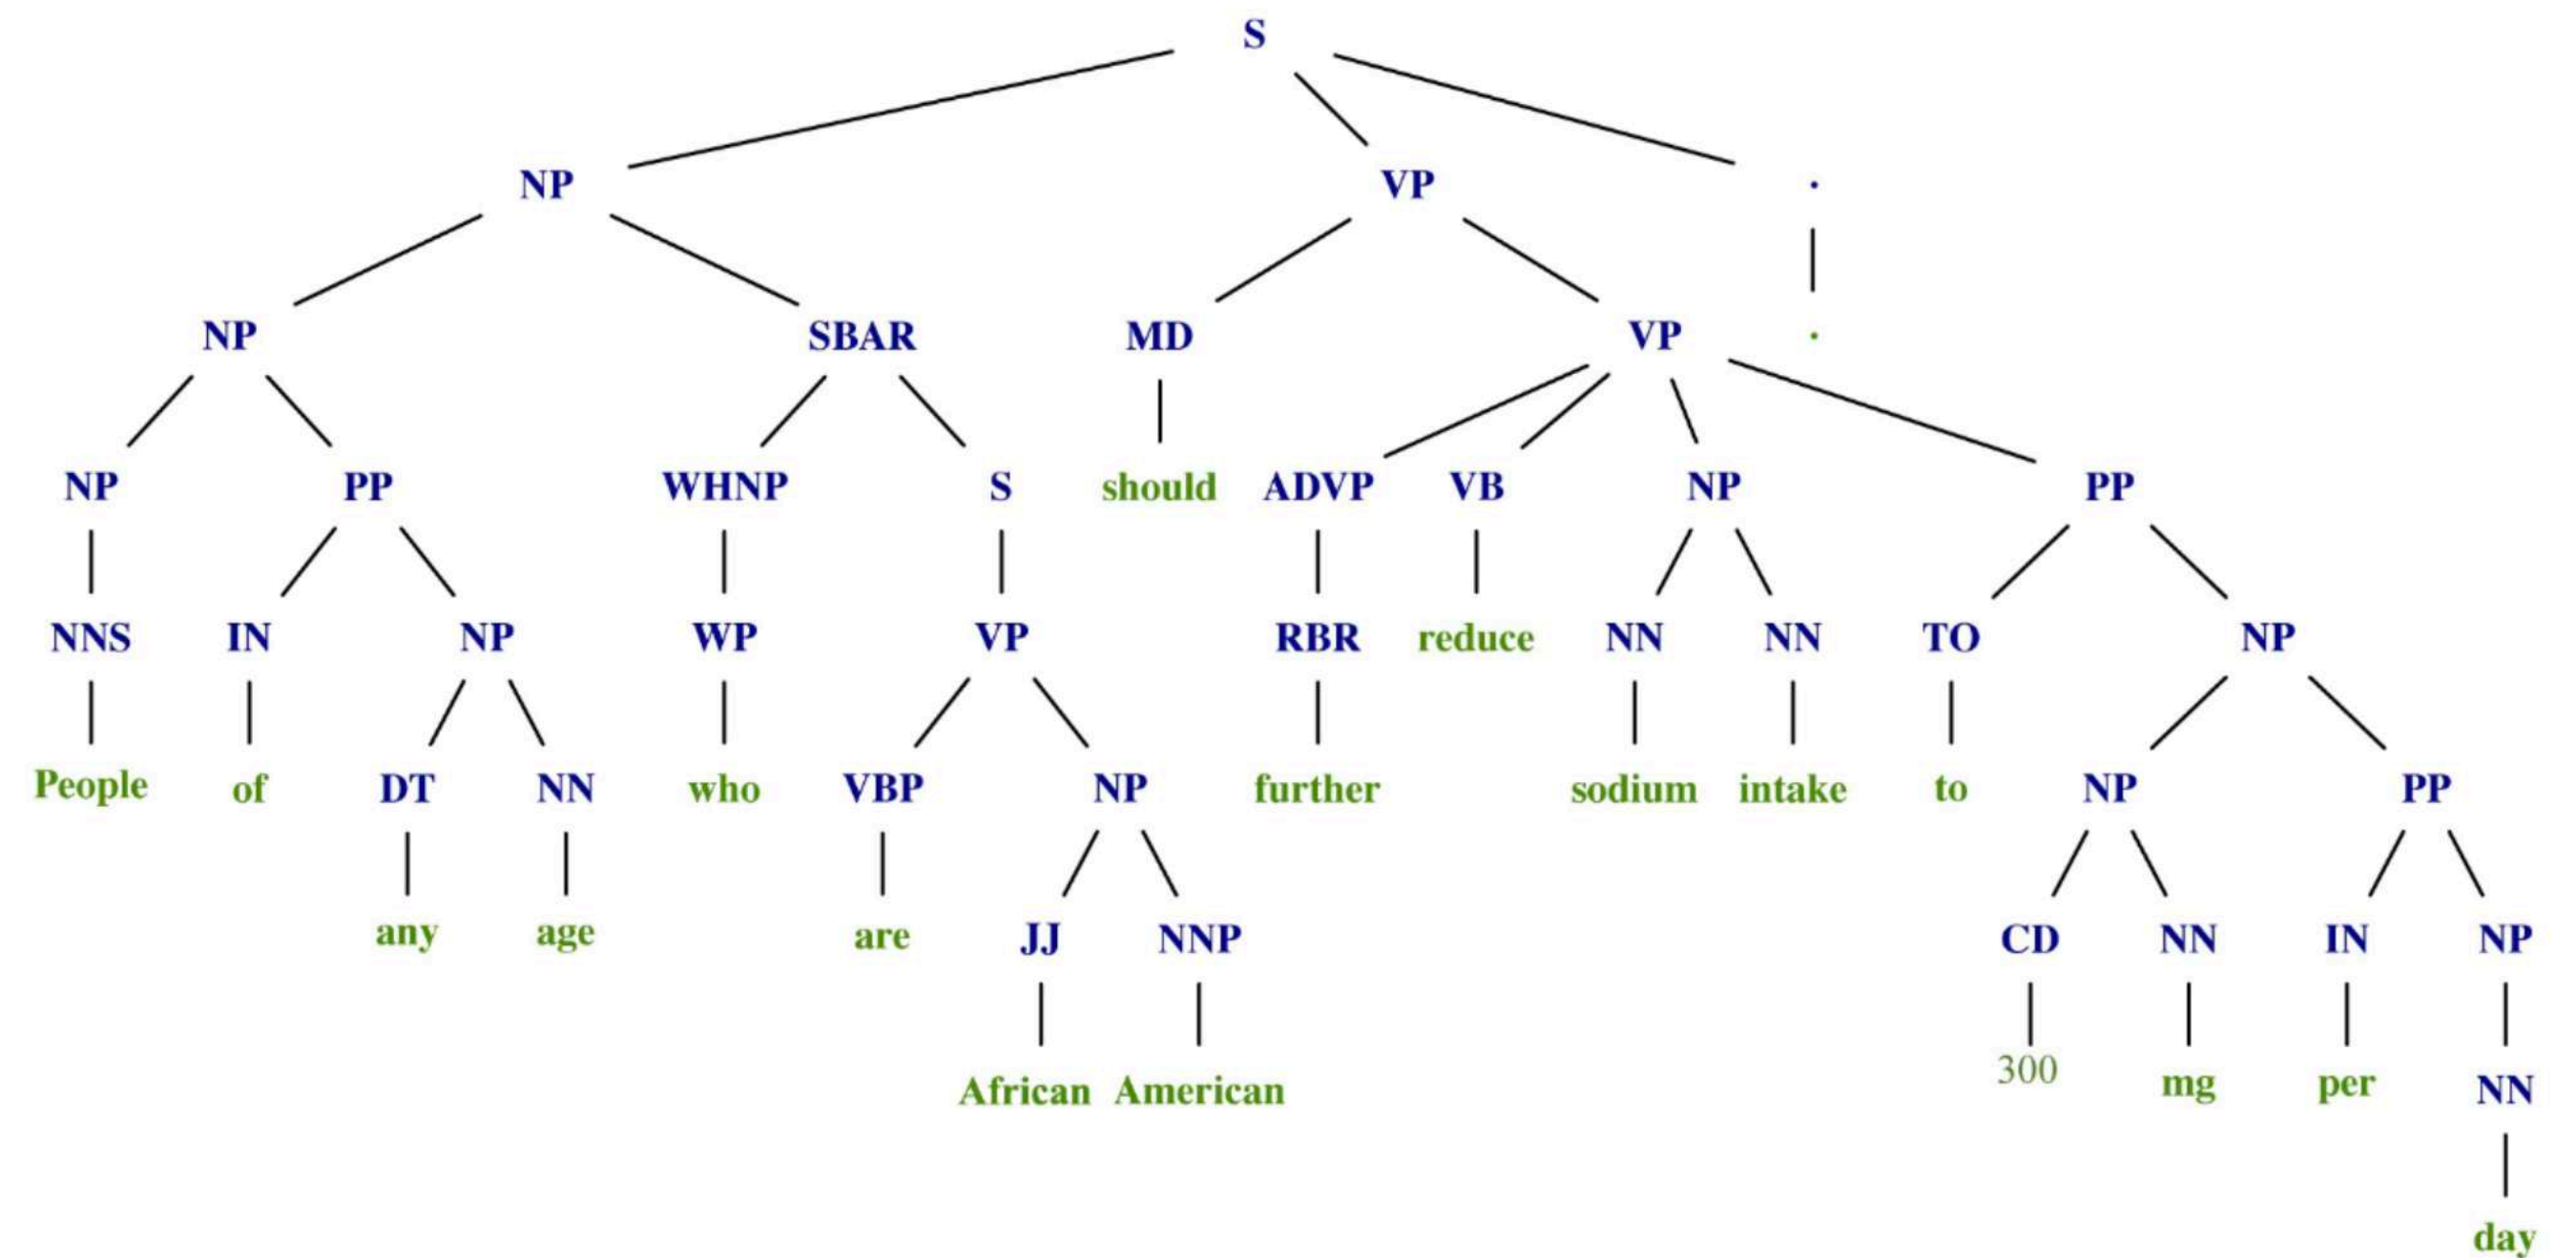 S
NP VP .
NP SBAR MD VP .
NP PP WHNP S should ADVP VB NP PP
NNS IN NP WP VP RBR reduce NN NN TO NP
People of DT NN who VBP NP further sodium intake to NP PP
any age are JJ NNP CD NN IN NP
African American 300 mg per NN
day